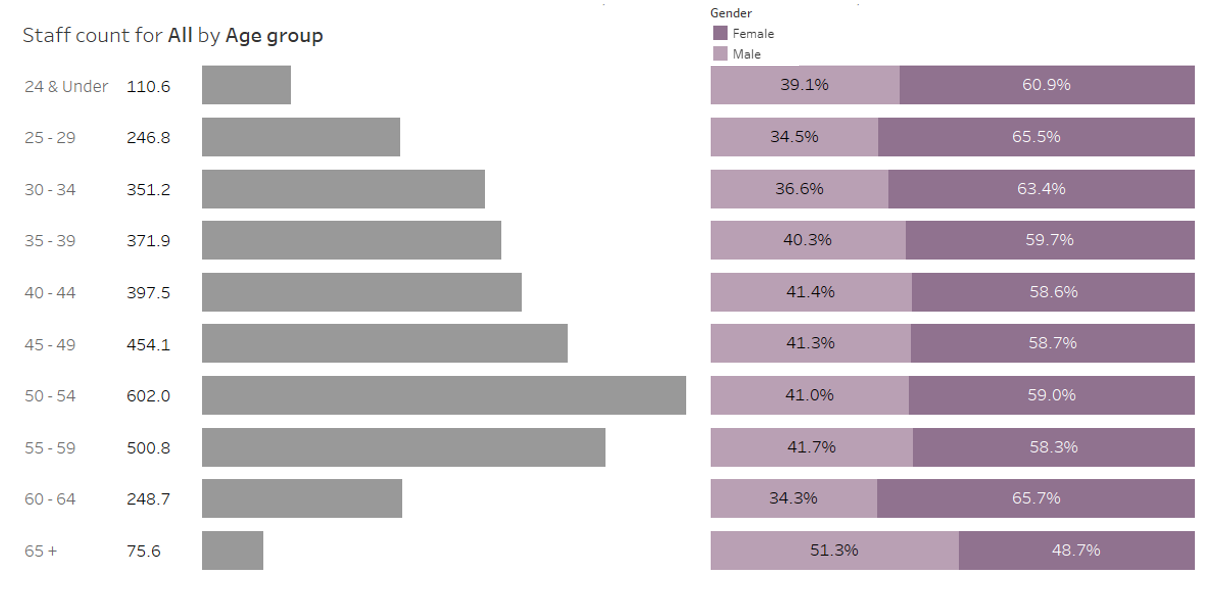 Gender
Staff count for All by Age group
Female
Male
24 & Under 110.6 39.1% 60.9%
25 - 29 246.8 34.5% 65.5%
30 - 34 351.2 36.6% 63.4%
35 - 39 371.9 40.3% 59.7%
40 - 44 397.5 41.4% 58.6%
45 - 49 454.1 41.3% 58.7%
50 - 54 602.0 41.0% 59.0%
55 - 59 500.8 41.7% 58.3%
60 - 64 248.7 34.3% 65.7%
65 + 75.6 51.3% 48.7%